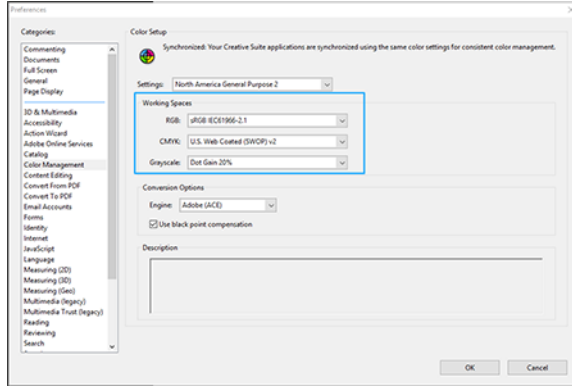 Preferences
Categories:
Commenting
Documents
Full Screen
General
Page Display
3D & Multimedia
Accessibility
Action Wizard
Adobe Online Services
Catalog
Color Management
Content Editing
Convert From PDF
Convert To PDF
Email Accounts
Forms
Identity
Internet
JavaScript
Language
Measuring (2D)
Measuring (3D)
Measuring (Geo)
Multimedia (legacy)
Multimedia Trust (legacy)
Reading
Reviewing
Search
Color Setup
Synchronized: Your Creative Suite applications are synchronized using the same color settings for consistent color management.
Settings: North America General Purpose 2
Working Spaces
RGB: sRGB IEC61966-2.1
CMYK: U.S. Web Coated (SWOP) v2
Grayscale: Dot Gain 20%
Conversion Options
Engine: Adobe (ACE)
Use black point compensation
Description
OK Cancel